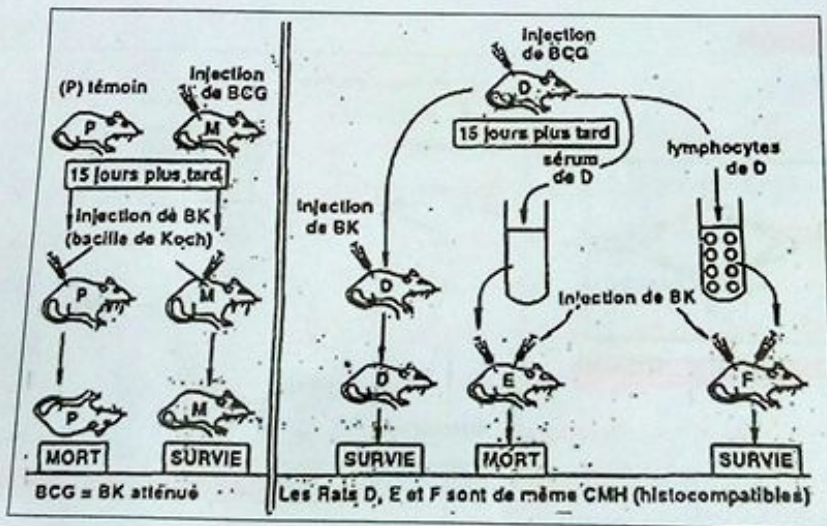 (P) témoin
injection
de BCG
P
M
15 jours plus tard
injection de BK
(bacille de Koch)
P
M
P
M
MORT
SURVIE
BCG = BK atténué
injection
de BCG
D
15 jours plus tard
sérum
de D
lymphocytes
de D
injection
de BK
D
injection de BK
D
E
F
SURVIE
MORT
SURVIE
Les Rats D, E et F sont de même CMH (histocompatibles)